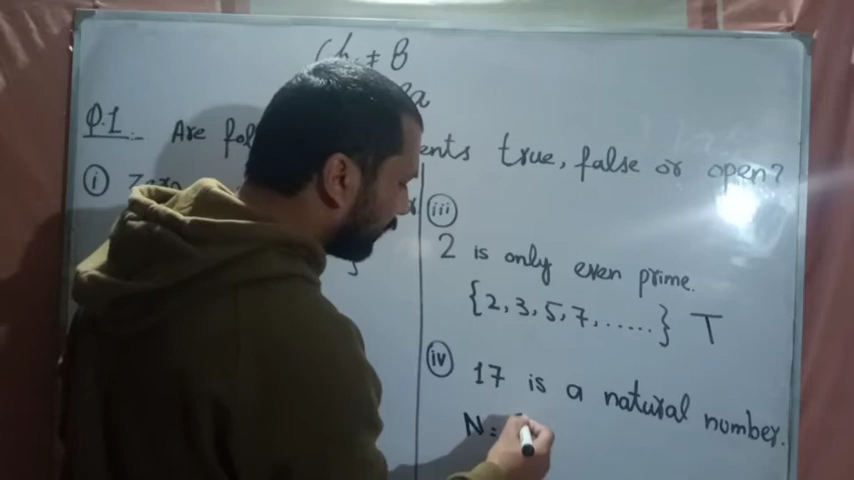 B
Q.1 Are ents true, false or open?
(i)
(iii)
2 is only even prime.
{2, 3, 5, 7, ......} T
(iv) 17 is a natural number.
N =